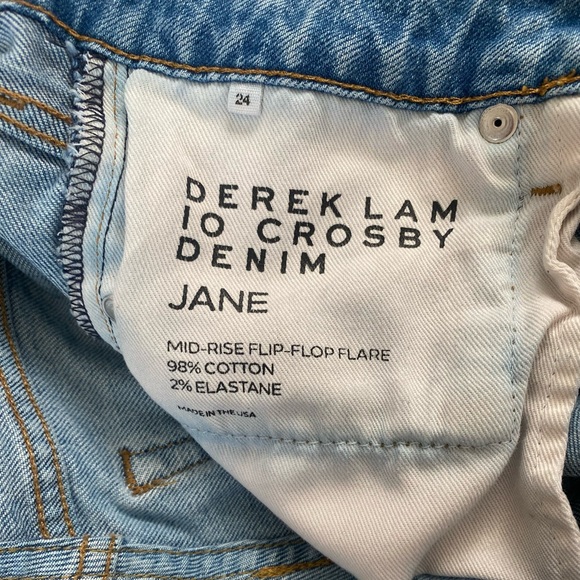 24
DEREK LAM
10 CROSBY
DENIM
JANE
MID-RISE FLIP-FLOP FLARE
98% COTTON
2% ELASTANE
MADE IN THE USA